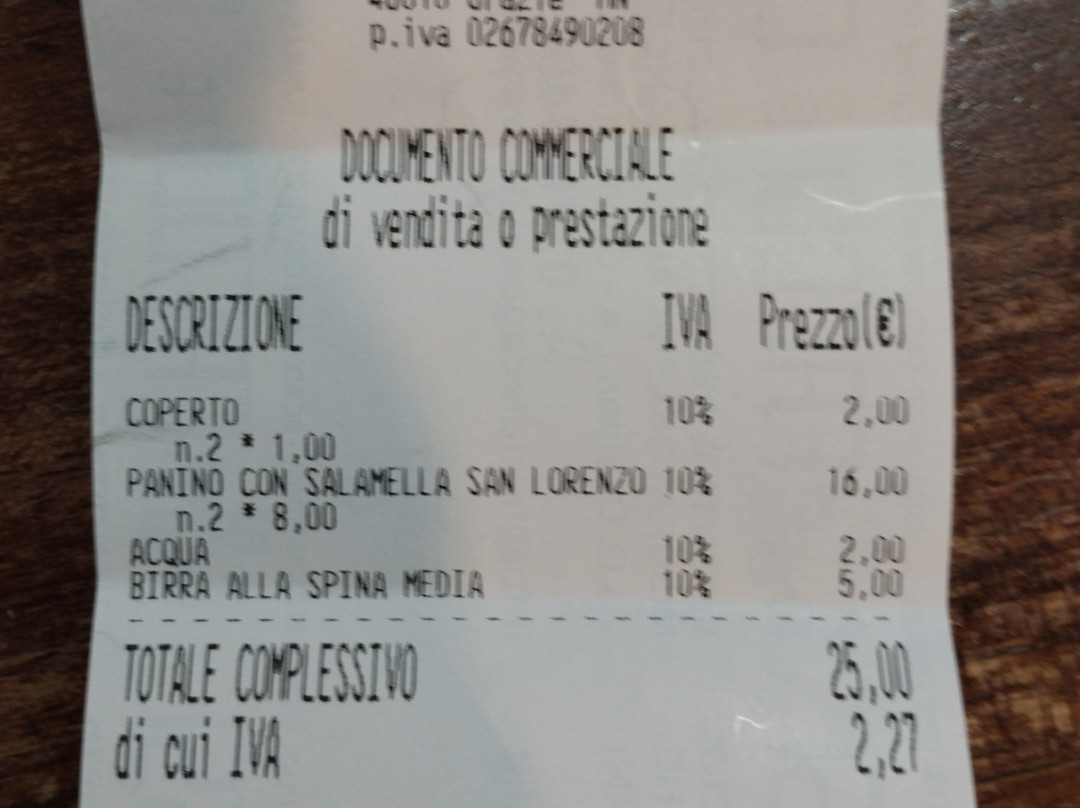 Grazie MN
p.iva 02678490208
DOCUMENTO COMMERCIALE
di vendita o prestazione
DESCRIZIONE IVA Prezzo(€)
COPERTO 10% 2,00
n.2 * 1,00
PANINO CON SALAMELLA SAN LORENZO 10% 16,00
n.2 * 8,00
ACQUA 10% 2,00
BIRRA ALLA SPINA MEDIA 10% 5,00
TOTALE COMPLESSIVO 25,00
di cui IVA 2,27